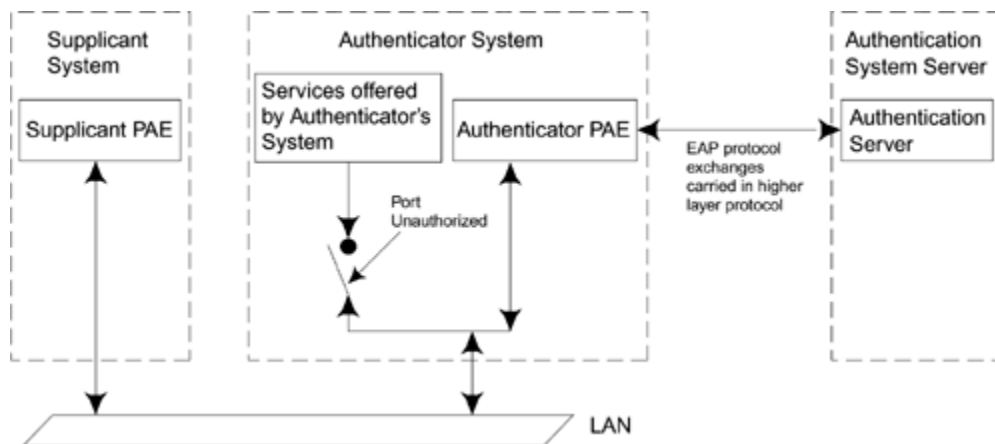 Supplicant
System
Supplicant PAE
Authenticator System
Services offered
by Authenticator's
System
Authenticator PAE
Port
Unauthorized
EAP protocol
exchanges
carried in higher
layer protocol
Authentication
System Server
Authentication
Server
LAN